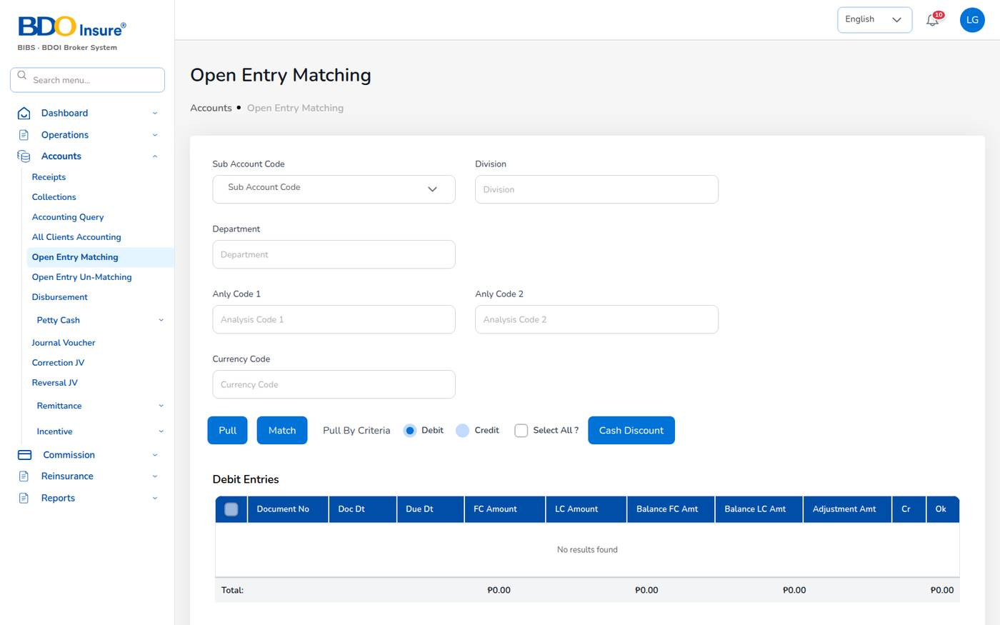 BDO Insure®
BIBS · BDOI Broker System
Search menu...
Dashboard
Operations
Accounts
Receipts
Collections
Accounting Query
All Clients Accounting
Open Entry Matching
Open Entry Un-Matching
Disbursement
Petty Cash
Journal Voucher
Correction JV
Reversal JV
Remittance
Incentive
Commission
Reinsurance
Reports
English
10
LG
Open Entry Matching
Accounts • Open Entry Matching
Sub Account Code Division
Sub Account Code Division
Department
Department
Anly Code 1 Anly Code 2
Analysis Code 1 Analysis Code 2
Currency Code
Currency Code
Pull Match Pull By Criteria Debit Credit Select All ? Cash Discount
Debit Entries
Document No Doc Dt Due Dt FC Amount LC Amount Balance FC Amt Balance LC Amt Adjustment Amt Cr Ok
No results found
Total: ₱0.00 ₱0.00 ₱0.00 ₱0.00